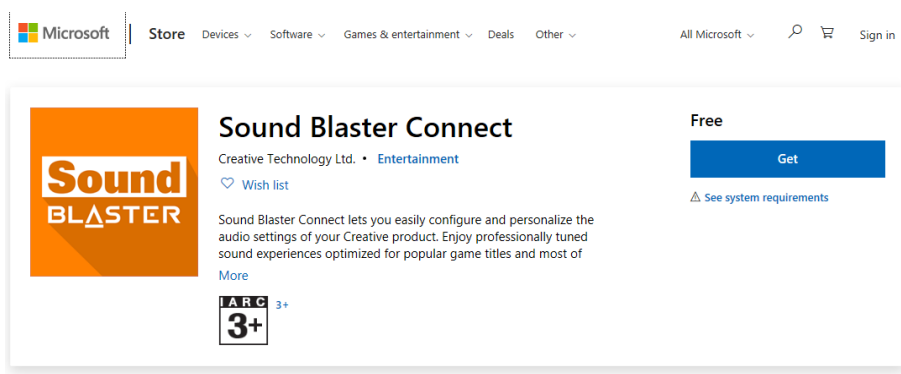 Microsoft Store Devices Software Games & entertainment Deals Other All Microsoft Sign in
Sound
BLASTER
Sound Blaster Connect
Creative Technology Ltd. • Entertainment
Wish list
Sound Blaster Connect lets you easily configure and personalize the
audio settings of your Creative product. Enjoy professionally tuned
sound experiences optimized for popular game titles and most of
More
IARC
3+
3+
Free
Get
See system requirements